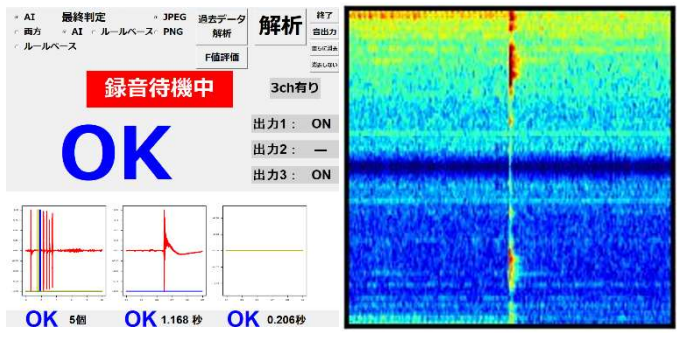 AI 最終判定 JPEG
両方 AI ルールベース PNG
ルールベース
過去データ
解析
F値評価
解析
終了
音出力
録音待機中
3ch有り
OK
出力1： ON
出力2： —
出力3： ON
OK 5個
OK 1.168 秒
OK 0.206秒